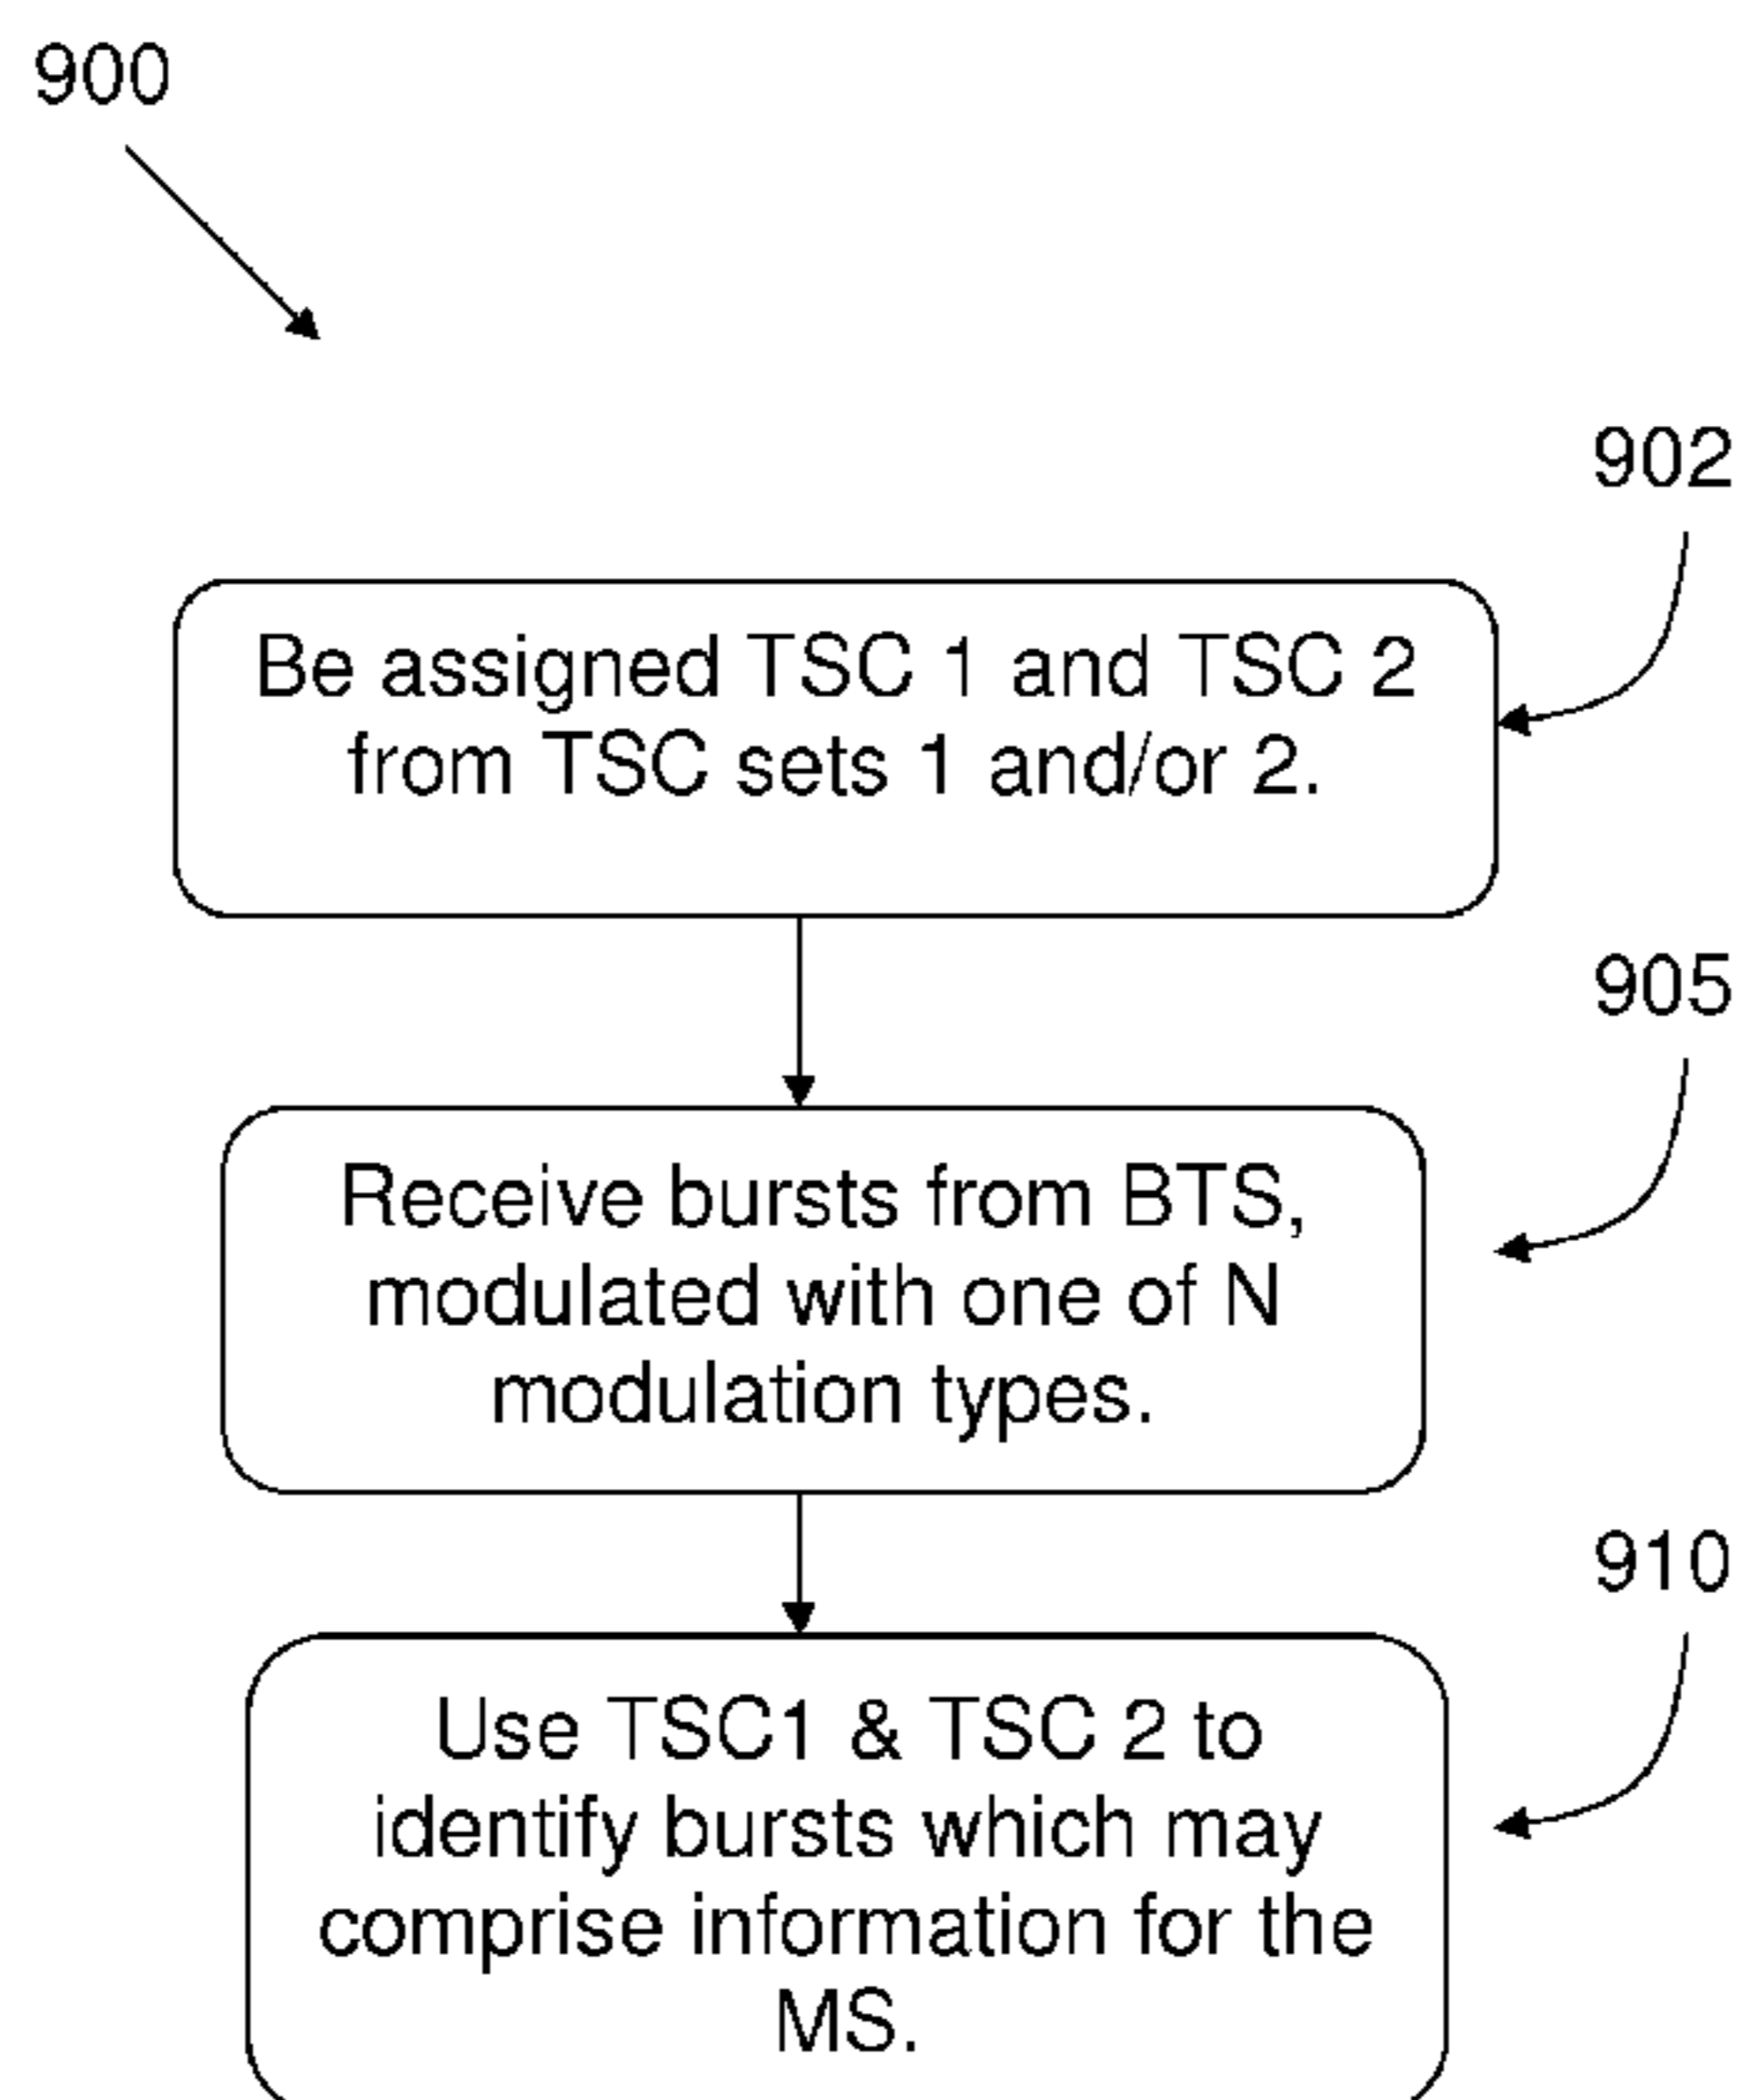 900
902
Be assigned TSC 1 and TSC 2
from TSC sets 1 and/or 2.
905
Receive bursts from BTS,
modulated with one of N
modulation types.
910
Use TSC1 & TSC 2 to
identify bursts which may
comprise information for the
MS.